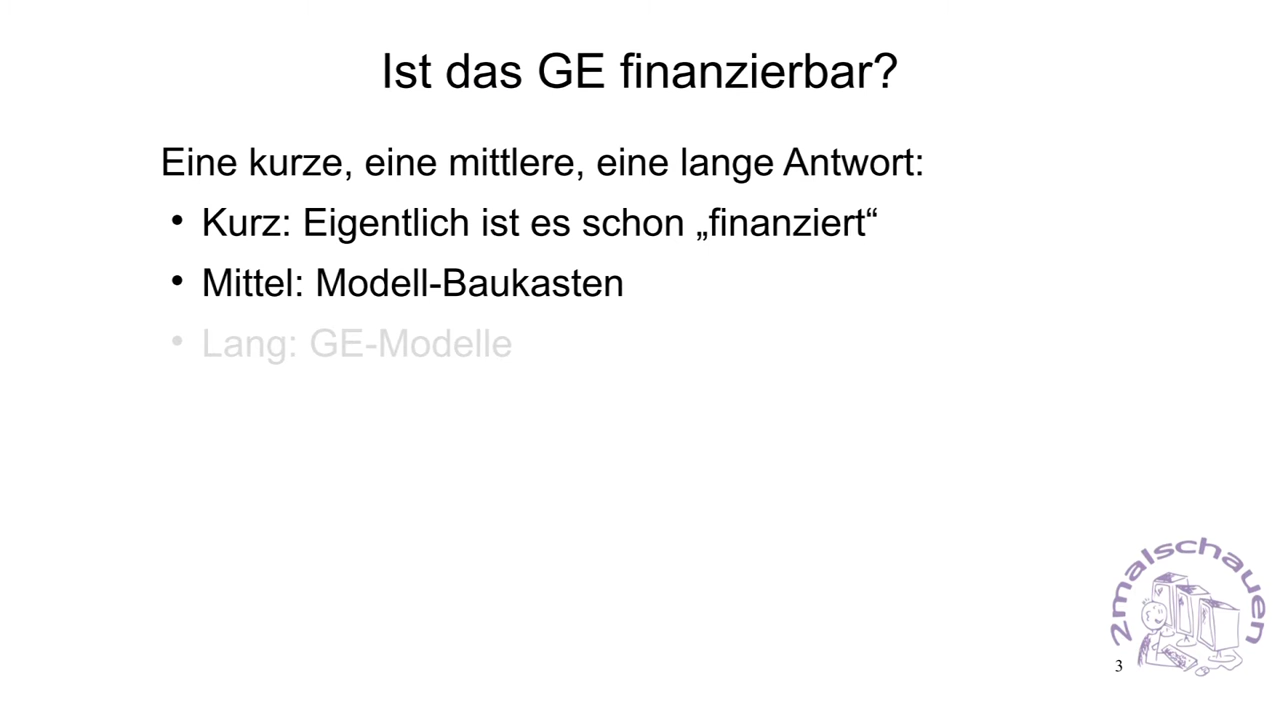 Ist das GE finanzierbar?
Eine kurze, eine mittlere, eine lange Antwort:
• Kurz: Eigentlich ist es schon „finanziert“
• Mittel: Modell-Baukasten
• Lang: GE-Modelle
2malschauen
3